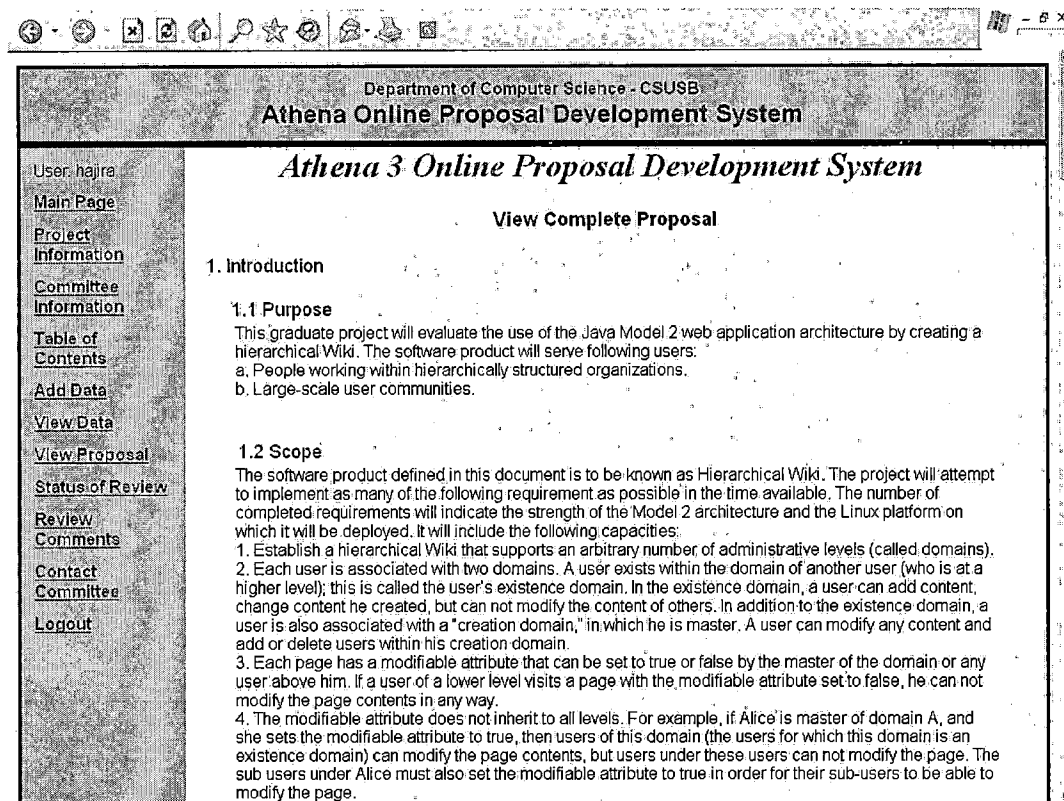 Department of Computer Science - CSUSB
Athena Online Proposal Development System
User: hajira
Main Page
Project
Information
Committee
Information
Table of
Contents
Add Data
View Data
View Proposal
Status of Review
Review
Comments
Contact
Committee
Logout
Athena 3 Online Proposal Development System
View Complete Proposal
1. Introduction
1.1 Purpose
This graduate project will evaluate the use of the Java Model 2 web application architecture by creating a
hierarchical Wiki. The software product will serve following users:
a. People working within hierarchically structured organizations.
b. Large-scale user communities.
1.2 Scope
The software product defined in this document is to be known as Hierarchical Wiki. The project will attempt
to implement as many of the following requirement as possible in the time available. The number of
completed requirements will indicate the strength of the Model 2 architecture and the Linux platform on
which it will be deployed. It will include the following capacities:
1. Establish a hierarchical Wiki that supports an arbitrary number of administrative levels (called domains).
2. Each user is associated with two domains. A user exists within the domain of another user (who is at a
higher level); this is called the user's existence domain. In the existence domain, a user can add content,
change content he created, but can not modify the content of others. In addition to the existence domain, a
user is also associated with a "creation domain," in which he is master. A user can modify any content and
add or delete users within his creation domain.
3. Each page has a modifiable attribute that can be set to true or false by the master of the domain or any
user above him. If a user of a lower level visits a page with the modifiable attribute set to false, he can not
modify the page contents in any way.
4. The modifiable attribute does not inherit to all levels. For example, if Alice is master of domain A, and
she sets the modifiable attribute to true, then users of this domain (the users for which this domain is an
existence domain) can modify the page contents, but users under these users can not modify the page. The
sub users under Alice must also set the modifiable attribute to true in order for their sub-users to be able to
modify the page.